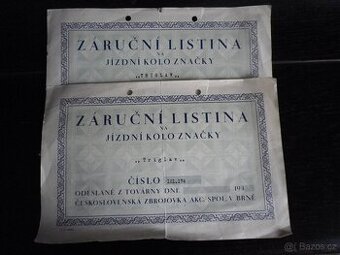 ZÁRUČNÍ LISTINA
NA
JÍZDNÍ KOLO ZNAČKY
„TRIGLAV„
ZÁRUČNÍ LISTINA
NA
JÍZDNÍ KOLO ZNAČKY
„Triglav„
ČÍSLO
ODESLANÉ Z TOVÁRNY DNE 193
ČESKOSLOVENSKÁ ZBROJOVKA AKC. SPOL. V BRNĚ
Bazos.cz